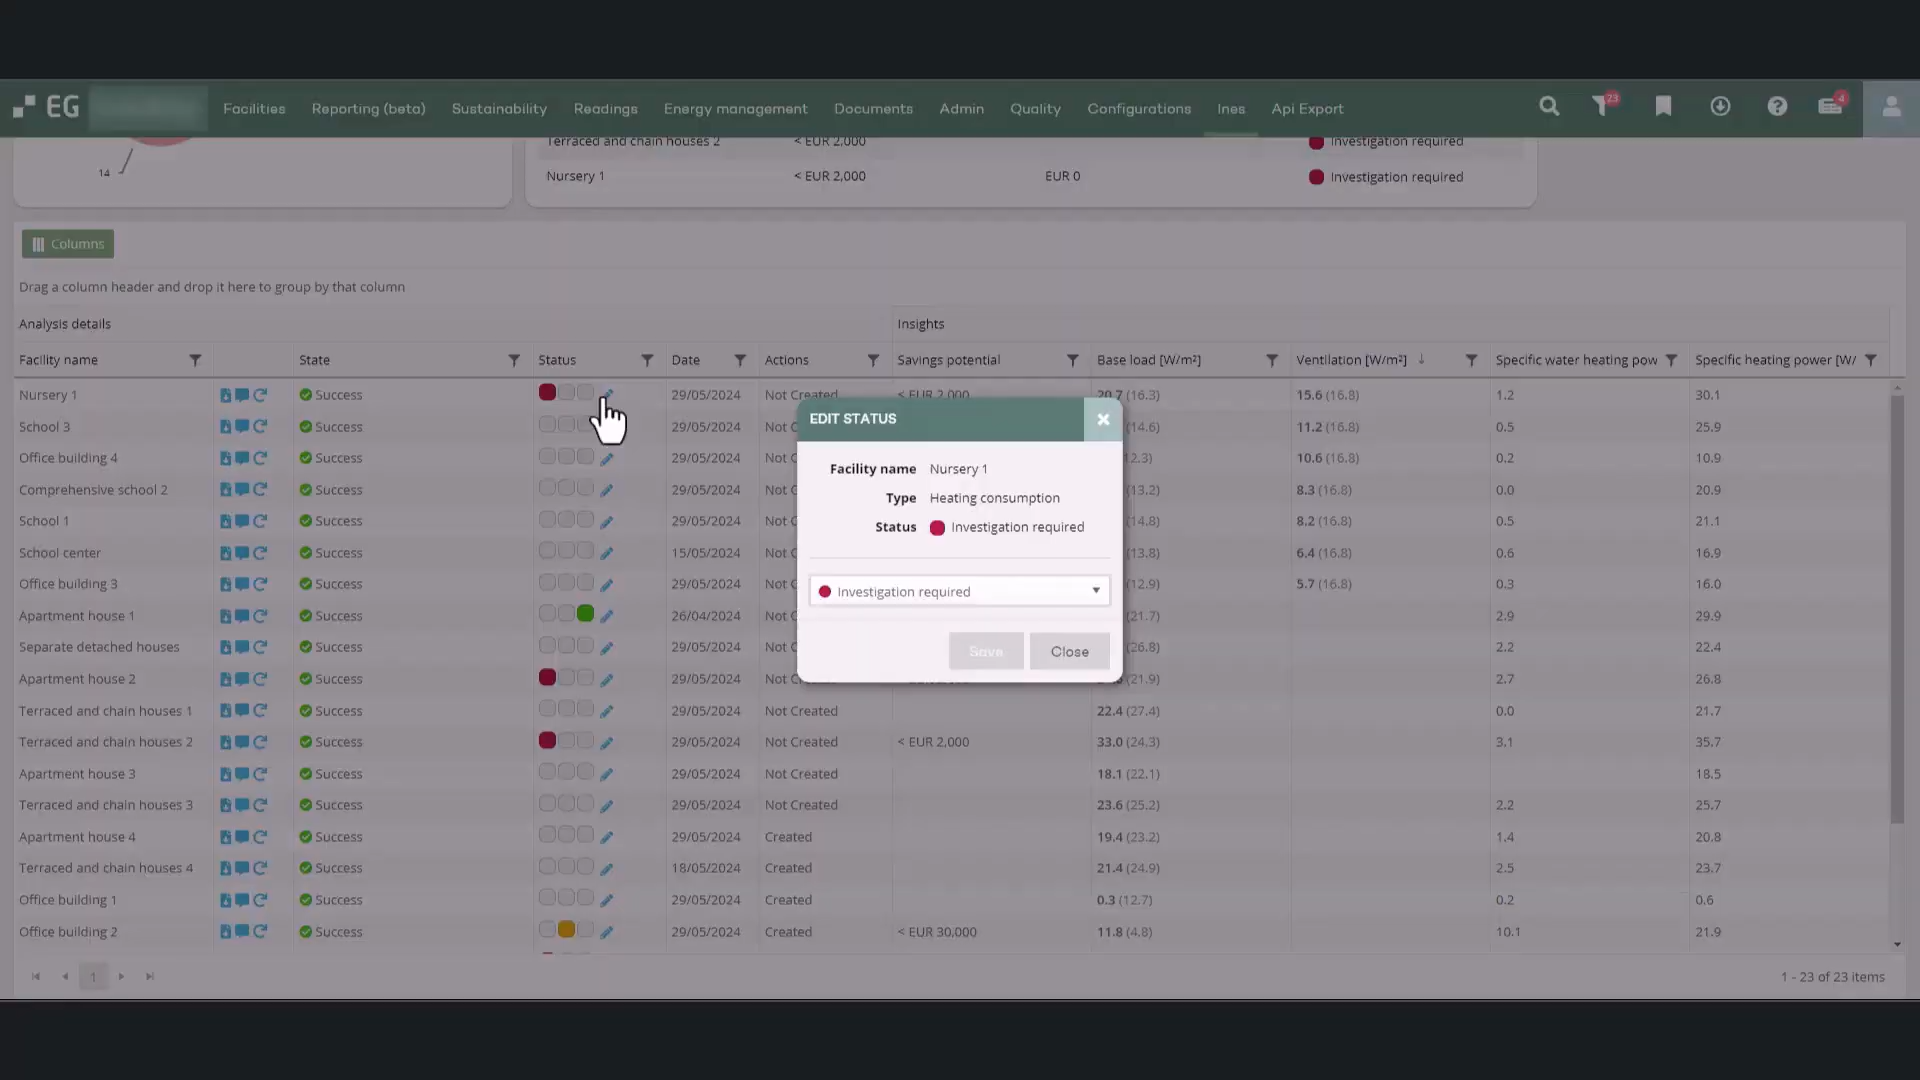 EG Facilities Reporting (beta) Sustainability Readings Energy management Documents Admin Quality Configurations Ines Api Export 73 4
Terraced and chain houses 2 < EUR 2,000 Investigation required
14
Nursery 1 < EUR 2,000 EUR 0 Investigation required
Columns
Drag a column header and drop it here to group by that column
Analysis details Insights
Facility name State Status Date Actions Savings potential Base load [W/m²] Ventilation [W/m²] ↓ Specific water heating pow Specific heating power [W/
Nursery 1 Success 29/05/2024 Not Created < EUR 2,000 20.7 (16.3) 15.6 (16.8) 1.2 30.1
School 3 Success 29/05/2024 Not C (14.6) 11.2 (16.8) 0.5 25.9
Office building 4 Success 29/05/2024 Not C 12.3) 10.6 (16.8) 0.2 10.9
Comprehensive school 2 Success 29/05/2024 Not C (13.2) 8.3 (16.8) 0.0 20.9
School 1 Success 29/05/2024 Not C (14.8) 8.2 (16.8) 0.5 21.1
School center Success 15/05/2024 Not C (13.8) 6.4 (16.8) 0.6 16.9
Office building 3 Success 29/05/2024 Not C (12.9) 5.7 (16.8) 0.3 16.0
Apartment house 1 Success 26/04/2024 Not C (21.7) 2.9 29.9
Separate detached houses Success 29/05/2024 Not C (26.8) 2.2 22.4
Apartment house 2 Success 29/05/2024 Not C (21.9) 2.7 26.8
Terraced and chain houses 1 Success 29/05/2024 Not Created 22.4 (27.4) 0.0 21.7
Terraced and chain houses 2 Success 29/05/2024 Not Created < EUR 2,000 33.0 (24.3) 3.1 35.7
Apartment house 3 Success 29/05/2024 Not Created 18.1 (22.1) 18.5
Terraced and chain houses 3 Success 29/05/2024 Not Created 23.6 (25.2) 2.2 25.7
Apartment house 4 Success 29/05/2024 Created 19.4 (23.2) 1.4 20.8
Terraced and chain houses 4 Success 18/05/2024 Created 21.4 (24.9) 2.5 23.7
Office building 1 Success 29/05/2024 Created 0.3 (12.7) 0.2 0.6
Office building 2 Success 29/05/2024 Created < EUR 30,000 11.8 (4.8) 10.1 21.9
1 1 - 23 of 23 items
EDIT STATUS
Facility name Nursery 1
Type Heating consumption
Status Investigation required
Investigation required
Save Close